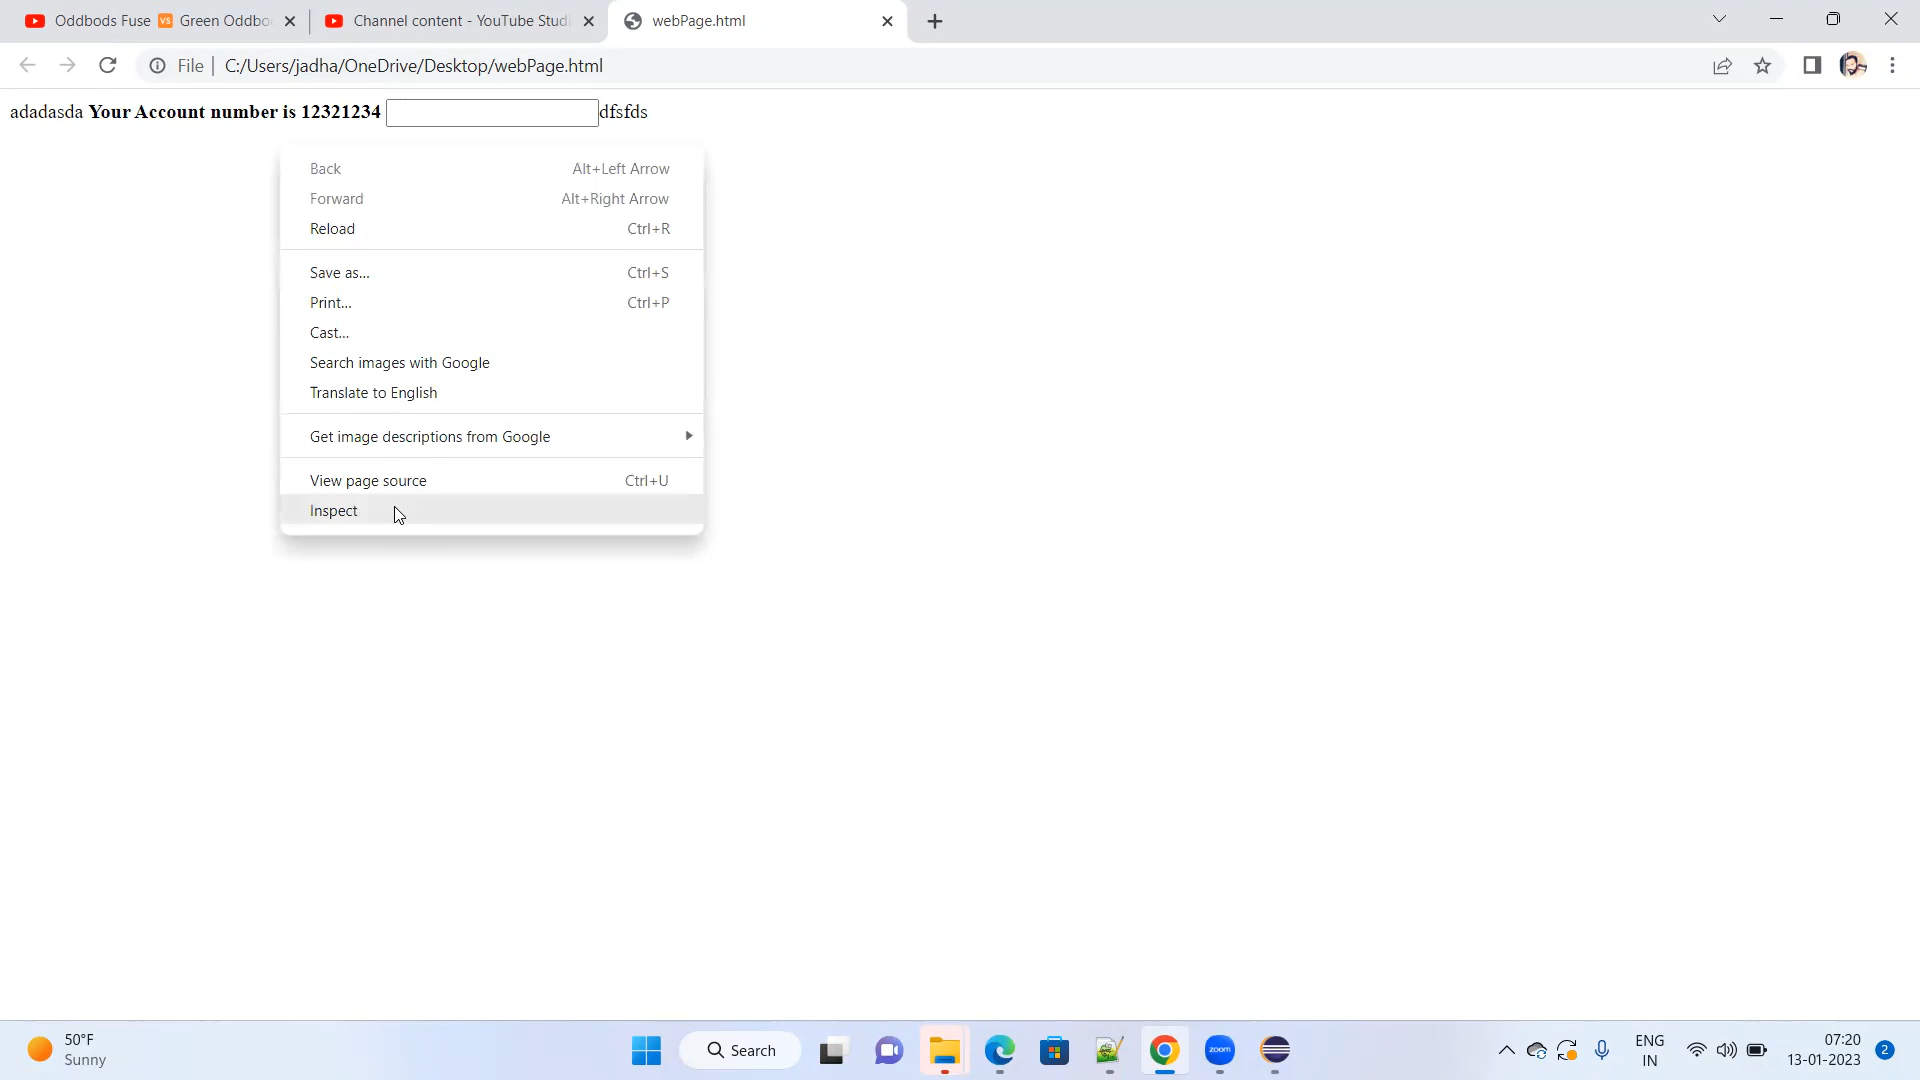 Oddbods Fuse VS Green Oddbo
Channel content - YouTube Studi
webPage.html
File
C:/Users/jadha/OneDrive/Desktop/webPage.html
adadasda Your Account number is 12321234 dfsfds
Back Alt+Left Arrow
Forward Alt+Right Arrow
Reload Ctrl+R
Save as... Ctrl+S
Print... Ctrl+P
Cast...
Search images with Google
Translate to English
Get image descriptions from Google
View page source Ctrl+U
Inspect
50°F
Sunny
Search
zoom
ENG
IN
07:20
13-01-2023
2